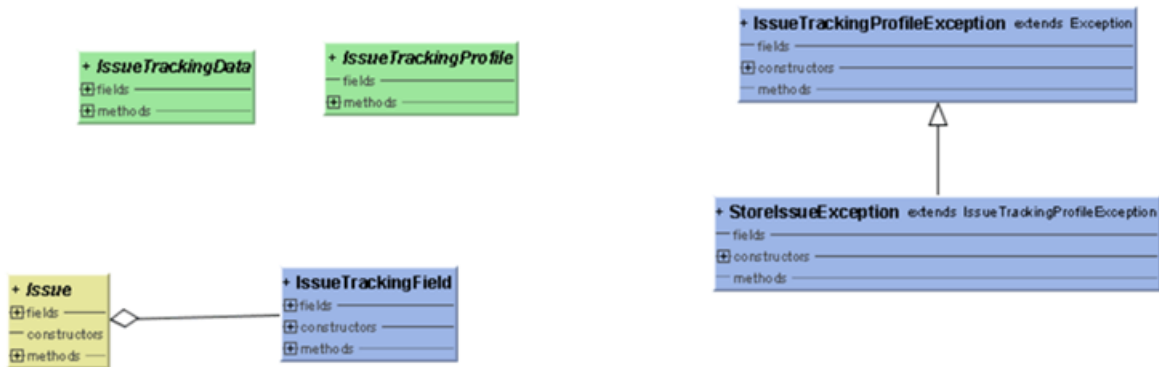 + IssueTrackingData
fields
methods
+ IssueTrackingProfile
fields
methods
+ IssueTrackingProfileException extends Exception
fields
constructors
methods
+ StoreIssueException extends IssueTrackingProfileException
fields
constructors
methods
+ Issue
fields
constructors
methods
+ IssueTrackingField
fields
constructors
methods